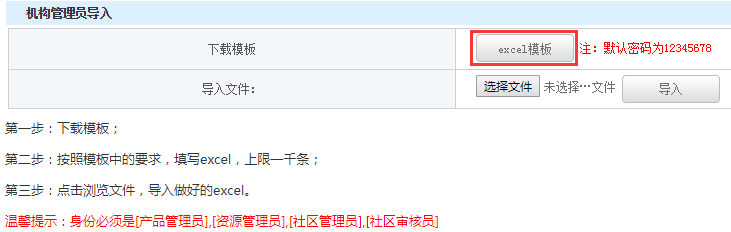 机构管理员导入
下载模板 excel模板 注：默认密码为12345678
导入文件： 选择文件 未选择…文件 导入
第一步：下载模板；
第二步：按照模板中的要求，填写excel，上限一千条；
第三步：点击浏览文件，导入做好的excel。
温馨提示：身份必须是[产品管理员],[资源管理员],[社区管理员],[社区审核员]